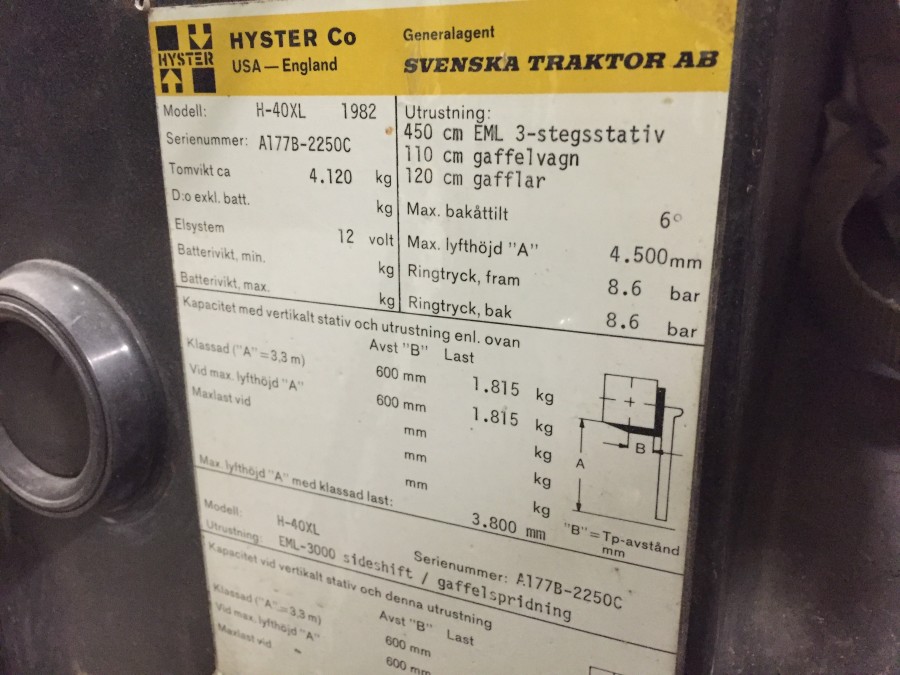 HYSTER
HYSTER Co
USA — England
Generalagent
SVENSKA TRAKTOR AB
Modell: H-40XL 1982
Serienummer: A177B-2250C
Tomvikt ca 4.120 kg
D:o exkl. batt. kg
Elsystem 12 volt
Batterivikt, min. kg
Batterivikt, max. kg
Utrustning:
450 cm EML 3-stegsstativ
110 cm gaffelvagn
120 cm gafflar
Max. bakåttilt 6°
Max. lyfthöjd "A" 4.500mm
Ringtryck, fram 8.6 bar
Ringtryck, bak 8.6 bar
Kapacitet med vertikalt stativ och utrustning enl. ovan
Avst "B" Last
Klassad ("A"=3,3 m) 600 mm 1.815 kg
Vid max. lyfthöjd "A" 600 mm 1.815 kg
Maxlast vid mm kg
mm kg
mm kg
A
B
Max. lyfthöjd "A" med klassad last: 3.800 mm
"B"=Tp-avstånd
mm
Modell: H-40XL Serienummer: A177B-2250C
Utrustning: EML-3000 sideshift / gaffelspridning
Kapacitet vid vertikalt stativ och denna utrustning
Avst "B" Last
Klassad ("A"=3,3 m) 600 mm
Vid max. lyfthöjd "A" 600 mm
Maxlast vid